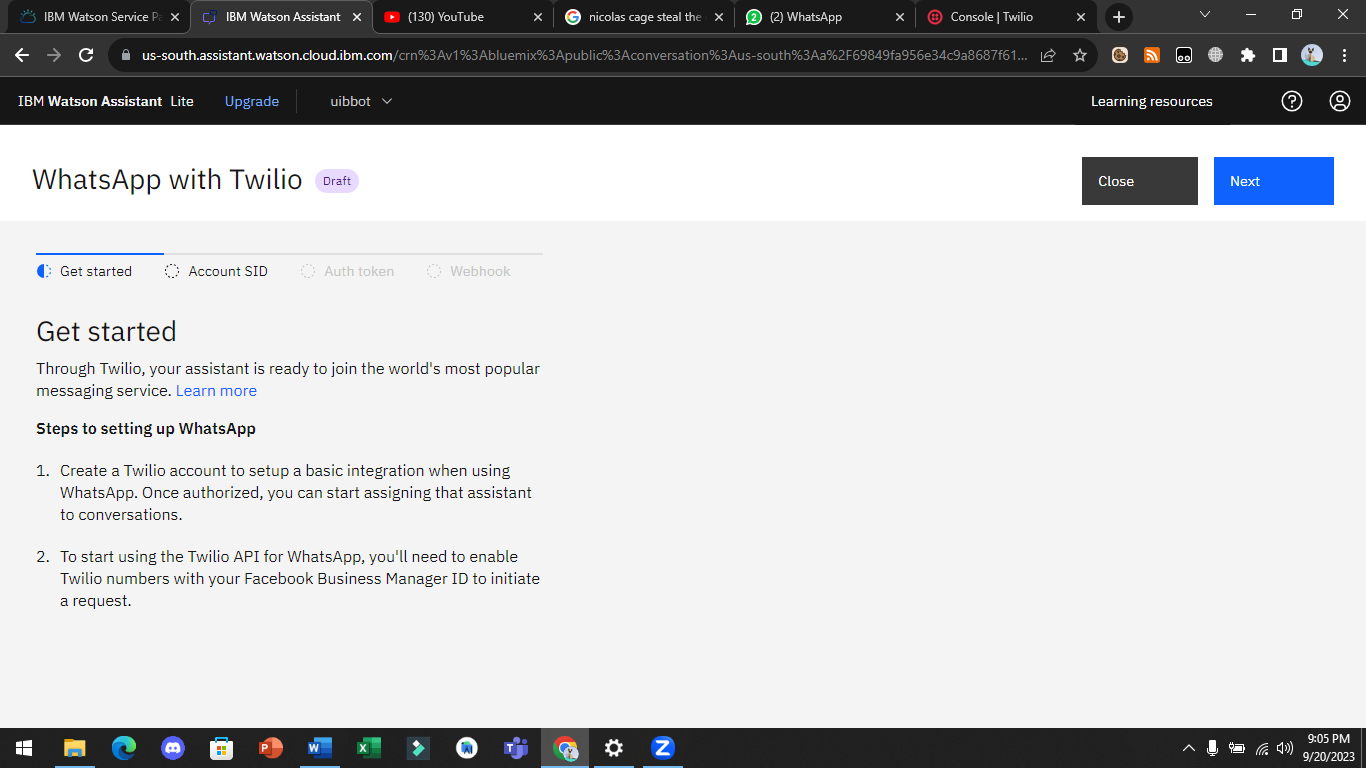 IBM Watson Service Pa
IBM Watson Assistant
(130) YouTube
nicolas cage steal the
(2) WhatsApp
Console | Twilio
us-south.assistant.watson.cloud.ibm.com/crn%3Av1%3Abluemix%3Apublic%3Aconversation%3Aus-south%3Aa%2F69849fa956e34c9a8687f61...
IBM Watson Assistant Lite
Upgrade
uibbot
Learning resources
WhatsApp with Twilio
Draft
Close
Next
Get started
Account SID
Auth token
Webhook
Get started
Through Twilio, your assistant is ready to join the world's most popular
messaging service. Learn more
Steps to setting up WhatsApp
1. Create a Twilio account to setup a basic integration when using
WhatsApp. Once authorized, you can start assigning that assistant
to conversations.
2. To start using the Twilio API for WhatsApp, you'll need to enable
Twilio numbers with your Facebook Business Manager ID to initiate
a request.
9:05 PM
9/20/2023